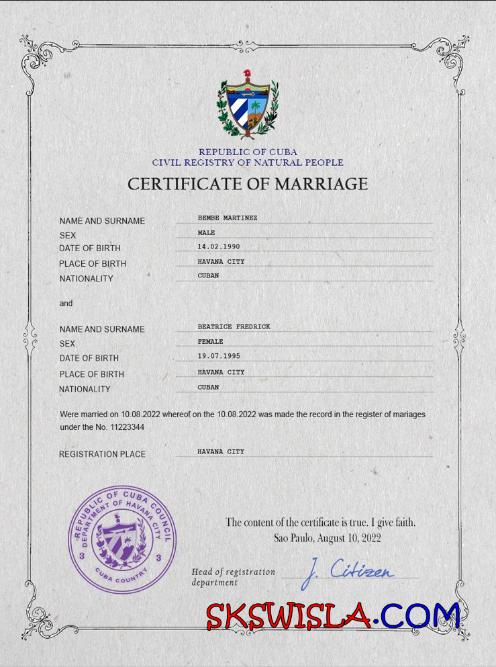 REPUBLIC OF CUBA
CIVIL REGISTRY OF NATURAL PEOPLE
CERTIFICATE OF MARRIAGE
NAME AND SURNAME BEMBE MARTINEZ
SEX MALE
DATE OF BIRTH 14.02.1990
PLACE OF BIRTH HAVANA CITY
NATIONALITY CUBAN
and
NAME AND SURNAME BEATRICE FREDRICK
SEX FEMALE
DATE OF BIRTH 19.07.1995
PLACE OF BIRTH HAVANA CITY
NATIONALITY CUBAN
Were married on 10.08.2022 whereof on the 10.08.2022 was made the record in the register of mariages
under the No. 11223344
REGISTRATION PLACE HAVANA CITY
REPUBLIC OF CUBA COUNCIL
DEPARTMENT OF HAVANA CITY
3 3
CUBA COUNTRY
The content of the certificate is true. I give faith.
Sao Paulo, August 10, 2022
Head of registration
department
J. Citizen
SKSWISLA.COM